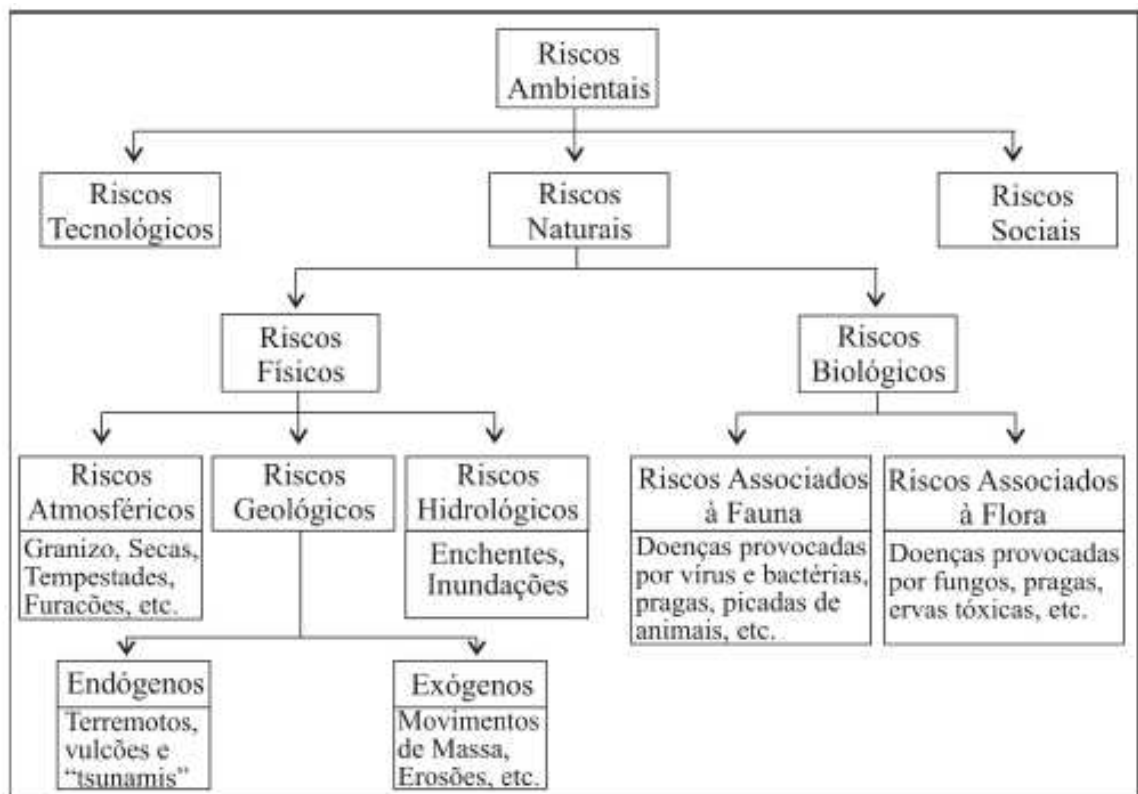 Riscos
Ambientais
Riscos
Tecnológicos
Riscos
Naturais
Riscos
Sociais
Riscos
Físicos
Riscos
Biológicos
Riscos
Atmosféricos
Granizo, Secas,
Tempestades,
Furacões, etc.
Riscos
Geológicos
Riscos
Hidrológicos
Enchentes,
Inundações
Riscos Associados
à Fauna
Doenças provocadas
por vírus e bactérias,
pragas, picadas de
animais, etc.
Riscos Associados
à Flora
Doenças provocadas
por fungos, pragas,
ervas tóxicas, etc.
Endógenos
Terremotos,
vulcões e
“tsunamis”
Exógenos
Movimentos
de Massa,
Erosões, etc.